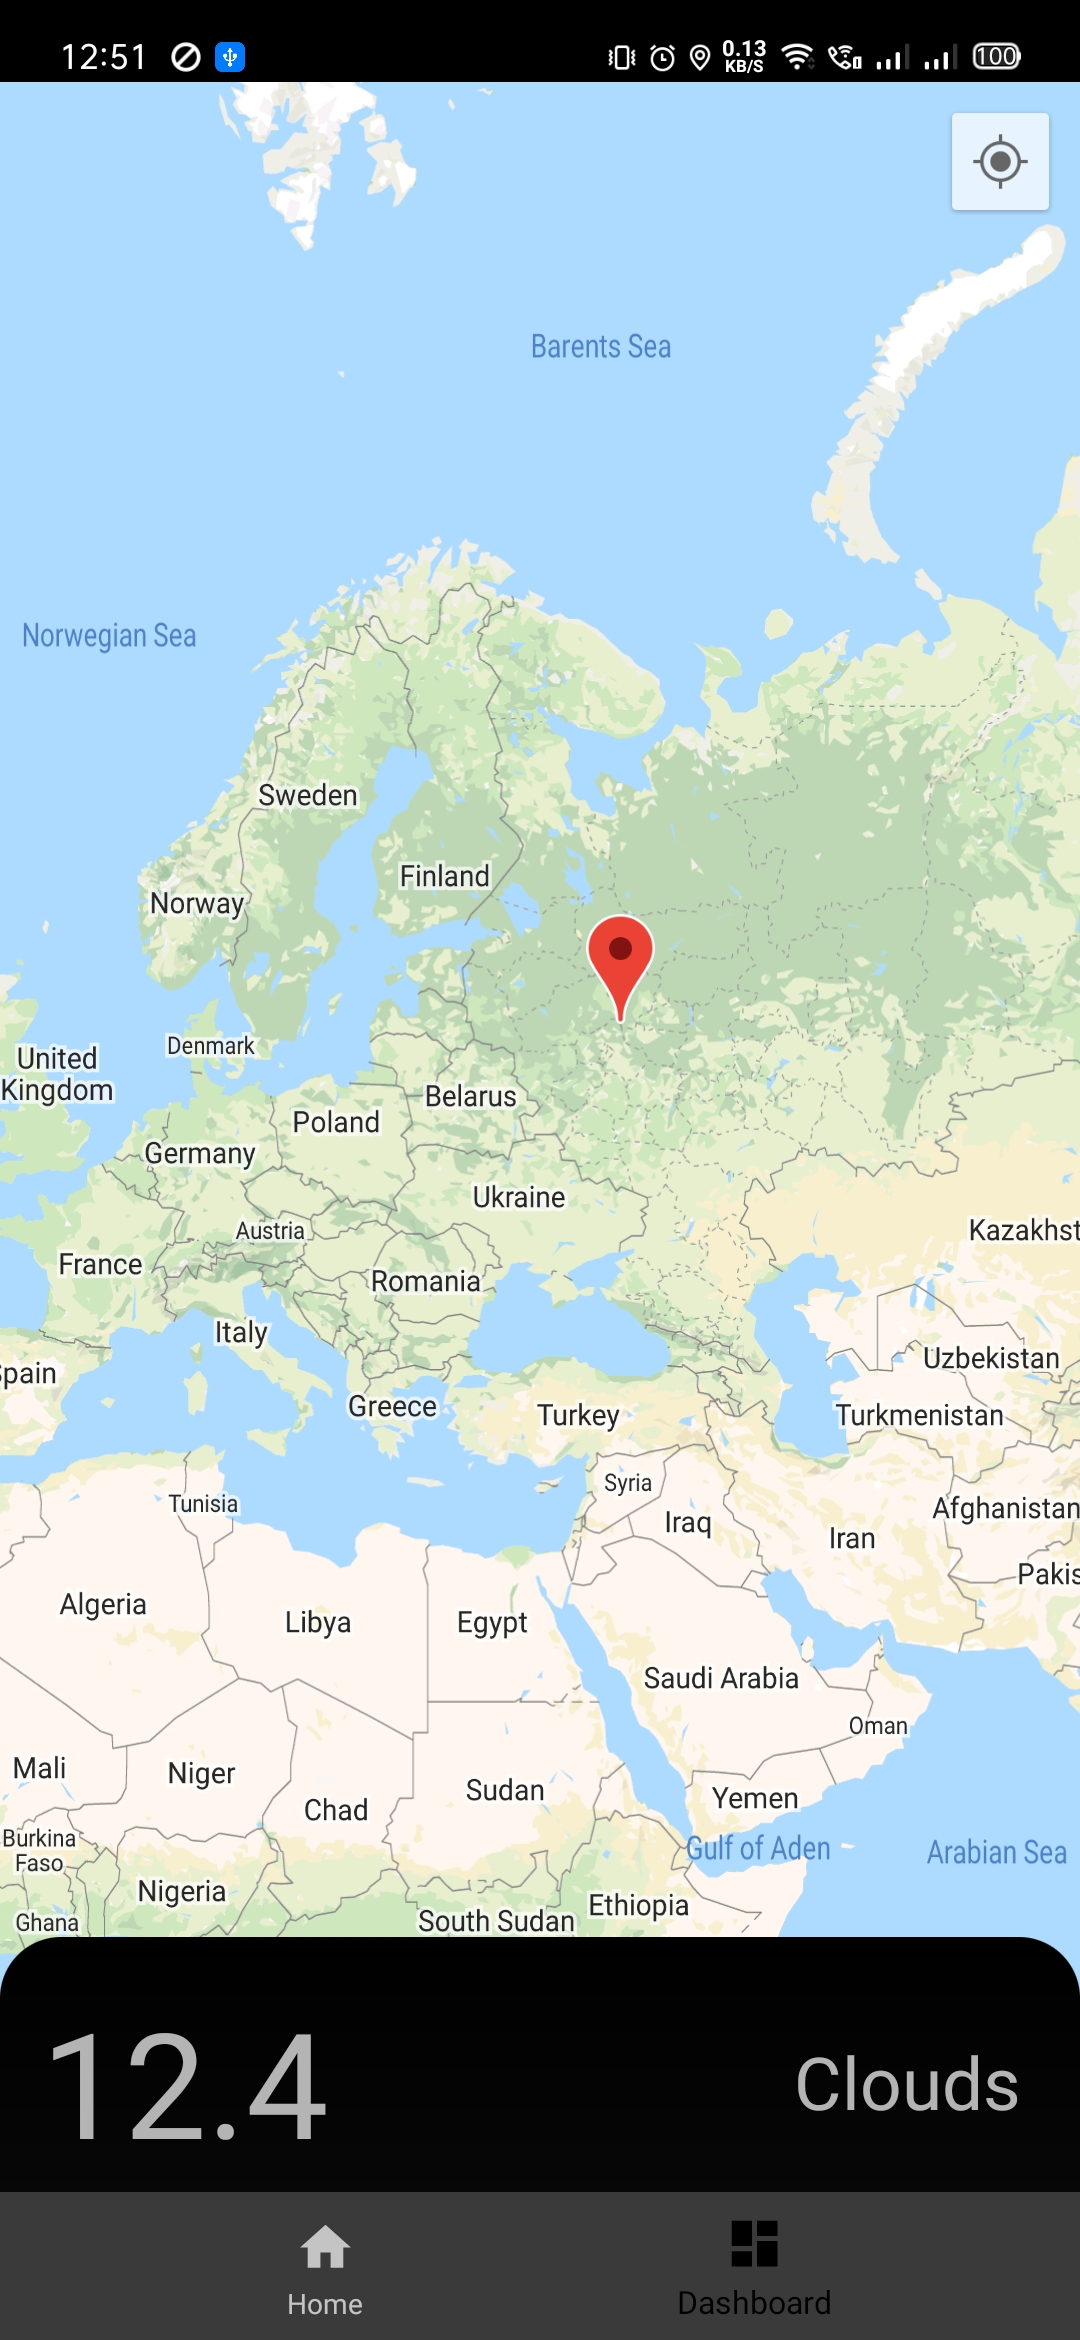 12:51
0.13
KB/S
100
Barents Sea
Norwegian Sea
Sweden
Finland
Norway
Denmark
United
Kingdom
Belarus
Poland
Germany
Ukraine
Austria
Kazakhst
France
Romania
Italy
Uzbekistan
Spain
Greece
Turkey
Turkmenistan
Syria
Tunisia
Afghanistan
Iraq
Iran
Pakis
Algeria
Libya
Egypt
Saudi Arabia
Oman
Mali
Niger
Sudan
Yemen
Chad
Burkina
Faso
Gulf of Aden
Arabian Sea
Nigeria
Ethiopia
Ghana
South Sudan
12.4
Clouds
Home
Dashboard